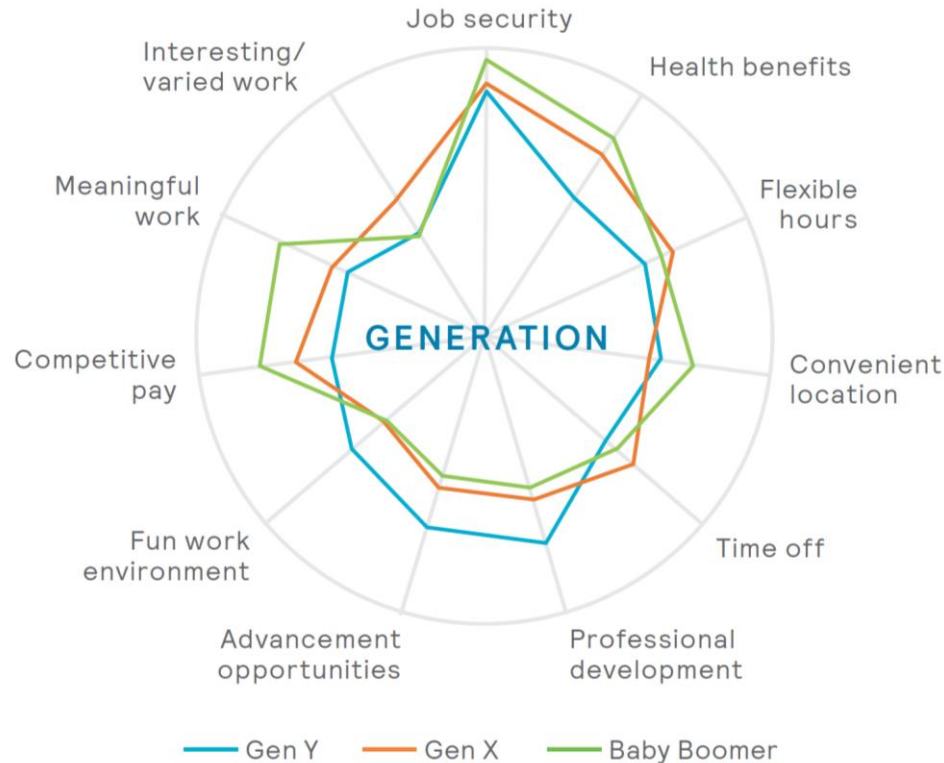 Job security
Health benefits
Flexible
hours
Convenient
location
Time off
Professional
development
Advancement
opportunities
Fun work
environment
Competitive
pay
Meaningful
work
Interesting/
varied work
GENERATION
Gen Y
Gen X
Baby Boomer